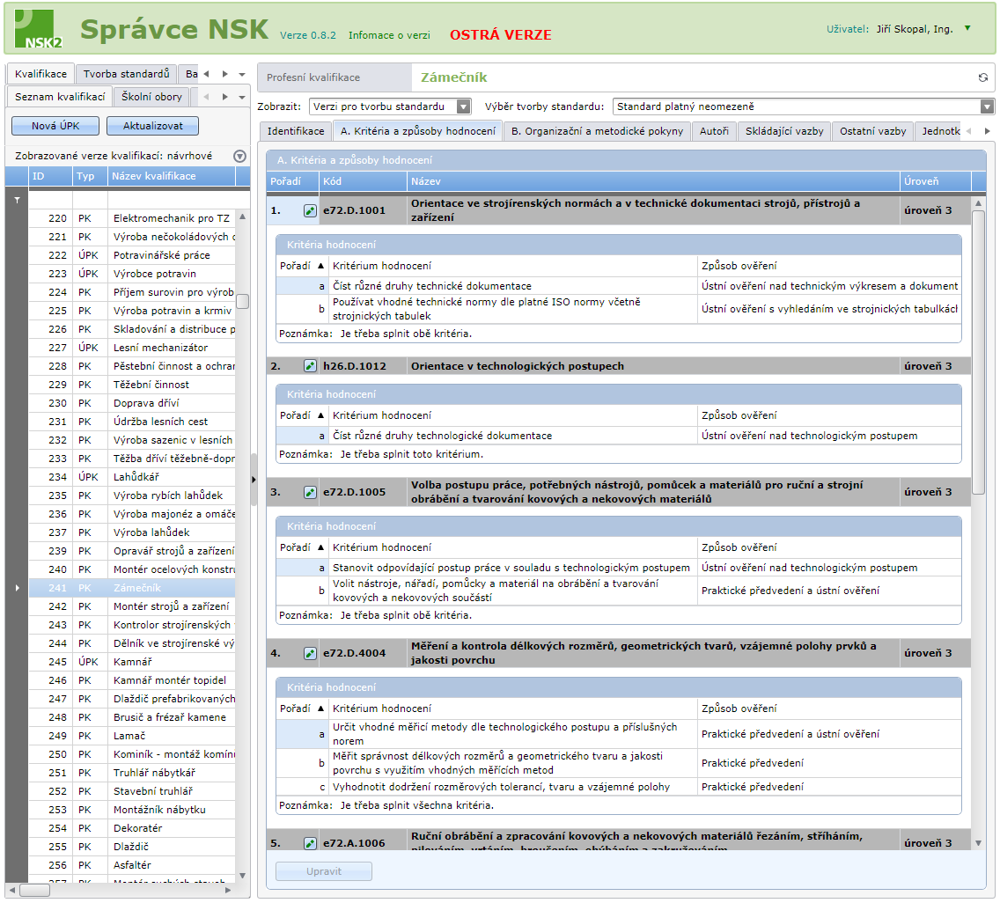 NSK2
Správce NSK Verze 0.8.2 Infomace o verzi OSTRÁ VERZE Uživatel: Jiří Skopal, Ing.
Kvalifikace Tvorba standardů Ba
Seznam kvalifikací Školní obory
Nová ÚPK Aktualizovat
Zobrazované verze kvalifikací: návrhové
ID Typ Název kvalifikace
220 PK Elektromechanik pro TZ
221 PK Výroba nečokoládových c
222 ÚPK Potravinářské práce
223 ÚPK Výrobce potravin
224 PK Příjem surovin pro výrob
225 PK Výroba potravin a krmiv
226 PK Skladování a distribuce p
227 ÚPK Lesní mechanizátor
228 PK Pěstební činnost a ochran
229 PK Těžební činnost
230 PK Doprava dříví
231 PK Údržba lesních cest
232 PK Výroba sazenic v lesních
233 PK Těžba dříví těžebně-dopr
234 ÚPK Lahůdkář
235 PK Výroba rybích lahůdek
236 PK Výroba majonéz a omáče
237 PK Výroba lahůdek
239 PK Opravář strojů a zařízení
240 PK Montér ocelových konstru
241 PK Zámečník
242 PK Montér strojů a zařízení
243 PK Kontrolor strojírenských
244 PK Dělník ve strojírenské vý
245 ÚPK Kamnář
246 PK Kamnář montér topidel
247 PK Dlaždič prefabrikovaných
248 PK Brusič a frézař kamene
249 PK Lamač
250 PK Kominík - montáž komínů
251 PK Truhlář nábytkář
252 PK Stavební truhlář
253 PK Montážník nábytku
254 PK Dekoratér
255 PK Dlaždič
256 PK Asfaltér
257 PK Montér suchých staveb
Profesní kvalifikace Zámečník
Zobrazit: Verzi pro tvorbu standardu Výběr tvorby standardu: Standard platný neomezeně
Identifikace A. Kritéria a způsoby hodnocení B. Organizační a metodické pokyny Autoři Skládající vazby Ostatní vazby Jednotk
A. Kritéria a způsoby hodnocení
Pořadí Kód Název Úroveň
1. e72.D.1001 Orientace ve strojírenských normách a v technické dokumentaci strojů, přístrojů a
zařízení úroveň 3
Kritéria hodnocení
Pořadí Kritérium hodnocení Způsob ověření
a Číst různé druhy technické dokumentace Ústní ověření nad technickým výkresem a dokument
b Používat vhodné technické normy dle platné ISO normy včetně
strojnických tabulek Ústní ověření s vyhledáním ve strojnických tabulkách
Poznámka: Je třeba splnit obě kritéria.
2. h26.D.1012 Orientace v technologických postupech úroveň 3
Kritéria hodnocení
Pořadí Kritérium hodnocení Způsob ověření
a Číst různé druhy technologické dokumentace Ústní ověření nad technologickým postupem
Poznámka: Je třeba splnit toto kritérium.
3. e72.D.1005 Volba postupu práce, potřebných nástrojů, pomůcek a materiálů pro ruční a strojní
obrábění a tvarování kovových a nekovových materiálů úroveň 3
Kritéria hodnocení
Pořadí Kritérium hodnocení Způsob ověření
a Stanovit odpovídající postup práce v souladu s technologickým postupem Ústní ověření nad technologickým postupem
b Volit nástroje, nářadí, pomůcky a materiál na obrábění a tvarování
kovových a nekovových součástí Praktické předvedení a ústní ověření
Poznámka: Je třeba splnit obě kritéria.
4. e72.D.4004 Měření a kontrola délkových rozměrů, geometrických tvarů, vzájemné polohy prvků a
jakosti povrchu úroveň 3
Kritéria hodnocení
Pořadí Kritérium hodnocení Způsob ověření
a Určit vhodné měřicí metody dle technologického postupu a příslušných
norem Praktické předvedení a ústní ověření
b Měřit správnost délkových rozměrů a geometrického tvaru a jakosti
povrchu s využitím vhodných měřících metod Praktické předvedení
c Vyhodnotit dodržení rozměrových tolerancí, tvaru a vzájemné polohy Praktické předvedení
Poznámka: Je třeba splnit všechna kritéria.
5. e72.A.1006 Ruční obrábění a zpracování kovových a nekovových materiálů řezáním, stříháním,
pilováním, vrtáním, broušením, ohýbáním a zakružováním úroveň 3
Upravit